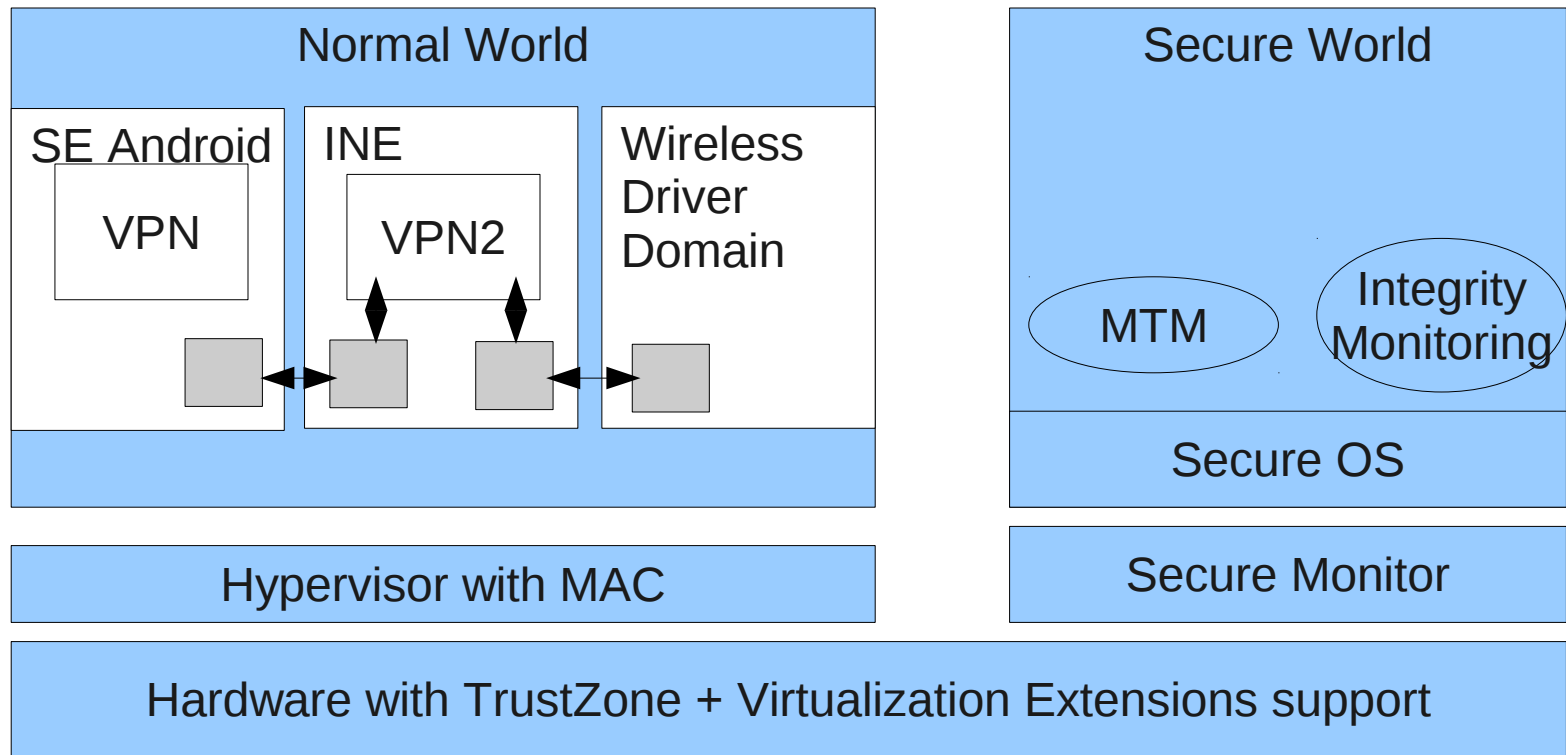 Normal World
SE Android
VPN
INE
VPN2
Wireless
Driver
Domain
Secure World
MTM
Integrity
Monitoring
Secure OS
Hypervisor with MAC
Secure Monitor
Hardware with TrustZone + Virtualization Extensions support